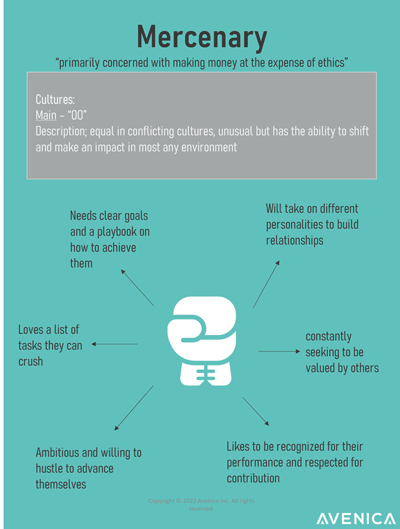 Mercenary
“primarily concerned with making money at the expense of ethics”
Cultures:
Main – “00”
Description; equal in conflicting cultures, unusual but has the ability to shift
and make an impact in most any environment
Needs clear goals
and a playbook on
how to achieve
them
Will take on different
personalities to build
relationships
Loves a list of
tasks they can
crush
constantly
seeking to be
valued by others
Ambitious and willing to
hustle to advance
themselves
Likes to be recognized for their
performance and respected for
contribution
Copyright © 2022 Avenica Inc. All rights
reserved
AVENICA